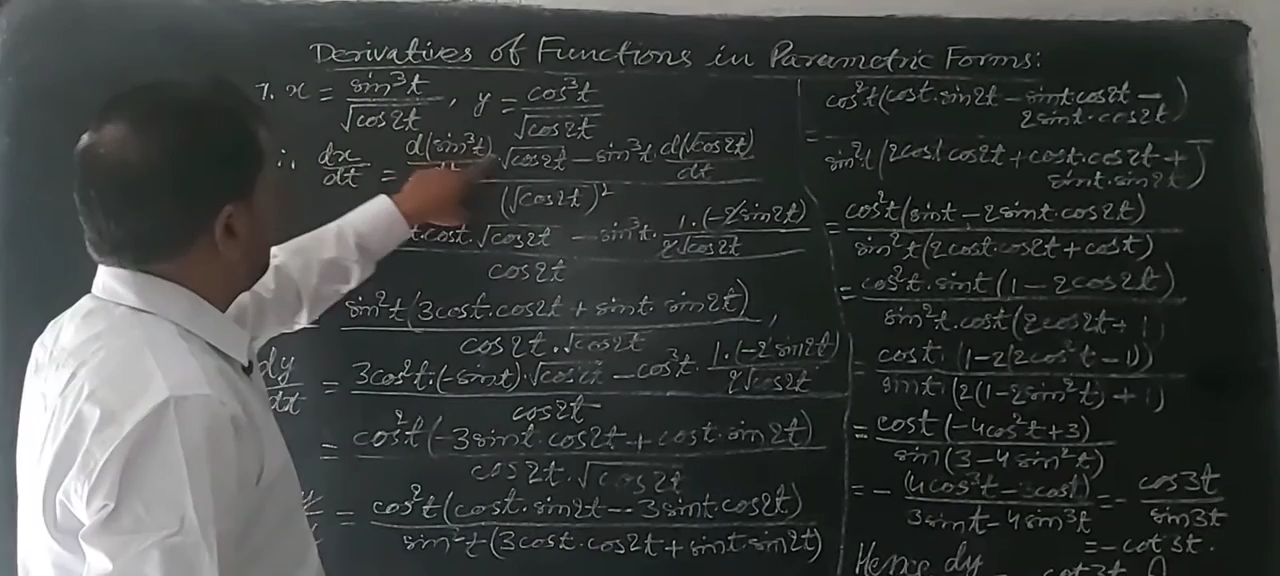 Derivatives of Functions in Parametric Forms:
7. x = sin³t / √cos2t, y = cos³t / √cos2t
∴ dx/dt = (d(sin³t)/dt · √cos2t − sin³t · d(√cos2t)/dt) / (√cos2t)²
t·cost·√cos2t − sin³t · 1·(−2sin2t) / 2√cos2t / cos2t
= sin²t(3cost·cos2t + sint·sin2t) / cos2t·√cos2t,
dy/dt = (3cos²t·(−sint)·√cos2t − cos³t · 1·(−2sin2t) / 2√cos2t) / cos2t
= cos²t(−3sint·cos2t + cost·sin2t) / cos2t·√cos2t
= cos²t(cost·sin2t − 3sint·cos2t) / sin²t(3cost·cos2t + sint·sin2t)
= cos²t(cost·sin2t − sint·cos2t − 2sint·cos2t) / sin²t(2cost cos2t + cost·cos2t + sint·sin2t)
= cos²t(sint − 2sint·cos2t) / sin²t(2cost·cos2t + cost)
= cos²t·sint(1 − 2cos2t) / sin²t·cost(2cos2t + 1
= cost·(1−2(2cos²t−1)) / sint·(2(1−2sin²t)+1)
= cost(−4cos²t+3) / sin(3−4sin²t)
= − (4cos³t−3cost) / 3sint−4sin³t = − cos3t / sin3t
= −cot3t.
Hence dy
cot3t